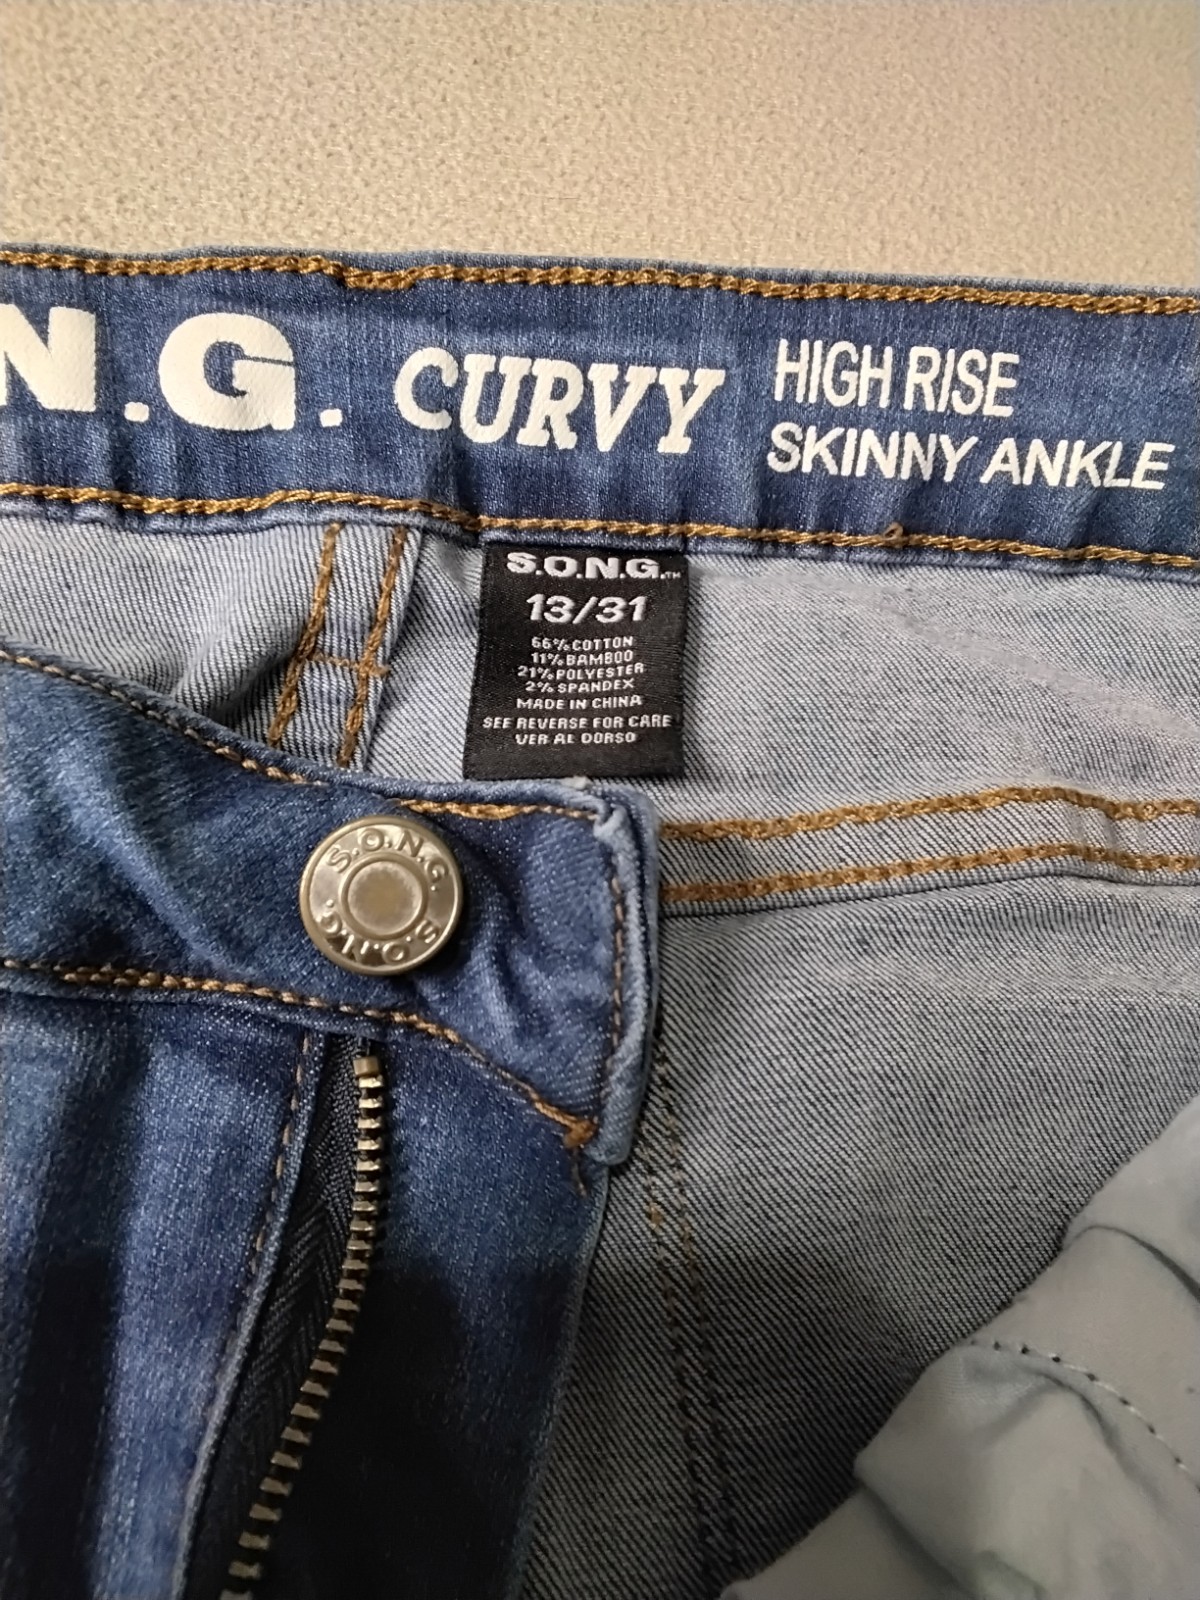 N.G. CURVY
HIGH RISE
SKINNY ANKLE
S.O.N.G.™
13/31
66% COTTON
11% BAMBOO
21% POLYESTER
2% SPANDEX
MADE IN CHINA
SEE REVERSE FOR CARE
VER AL DORSO
S.O.N.G.
S.O.N.G.